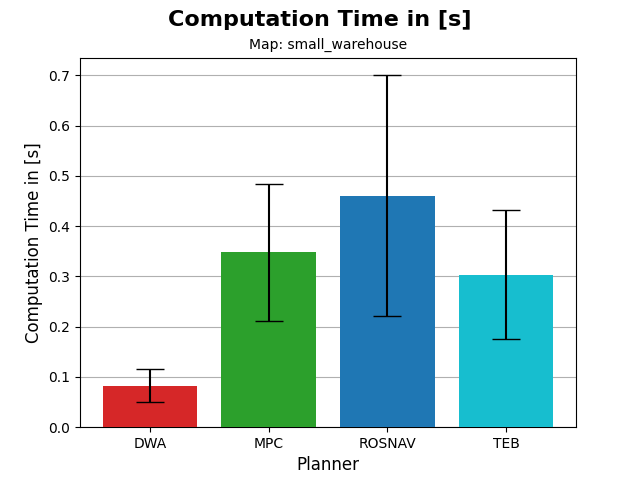 Computation Time in [s]
Map: small_warehouse
Computation Time in [s]
0.7
0.6
0.5
0.4
0.3
0.2
0.1
0.0
DWA MPC ROSNAV TEB
Planner